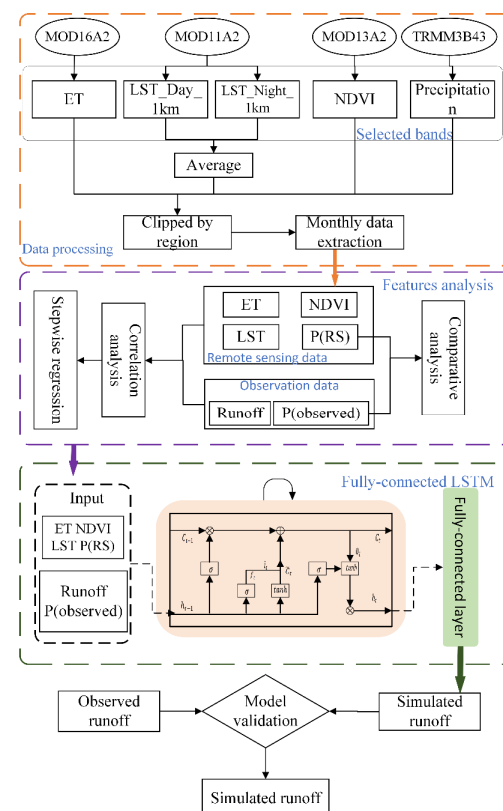 MOD16A2
MOD11A2
MOD13A2
TRMM3B43
ET
LST_Day_
1km
LST_Night_
1km
NDVI
Precipitatio
n
Selected bands
Average
Clipped by
region
Monthly data
extraction
Data processing
Features analysis
Stepwise regression
Correlation
analysis
ET
NDVI
LST
P(RS)
Remote sensing data
Observation data
Runoff
P(observed)
Comparative
analysis
Fully-connected LSTM
Input
ET NDVI
LST P(RS)
Runoff
P(observed)
C_{t-1}
C_t
σ
f_t
σ
i_t
C̃_t
tanh
σ
tanh
h_{t-1}
h_t
Fully-connected
layer
Observed
runoff
Model
validation
Simulated
runoff
Simulated runoff